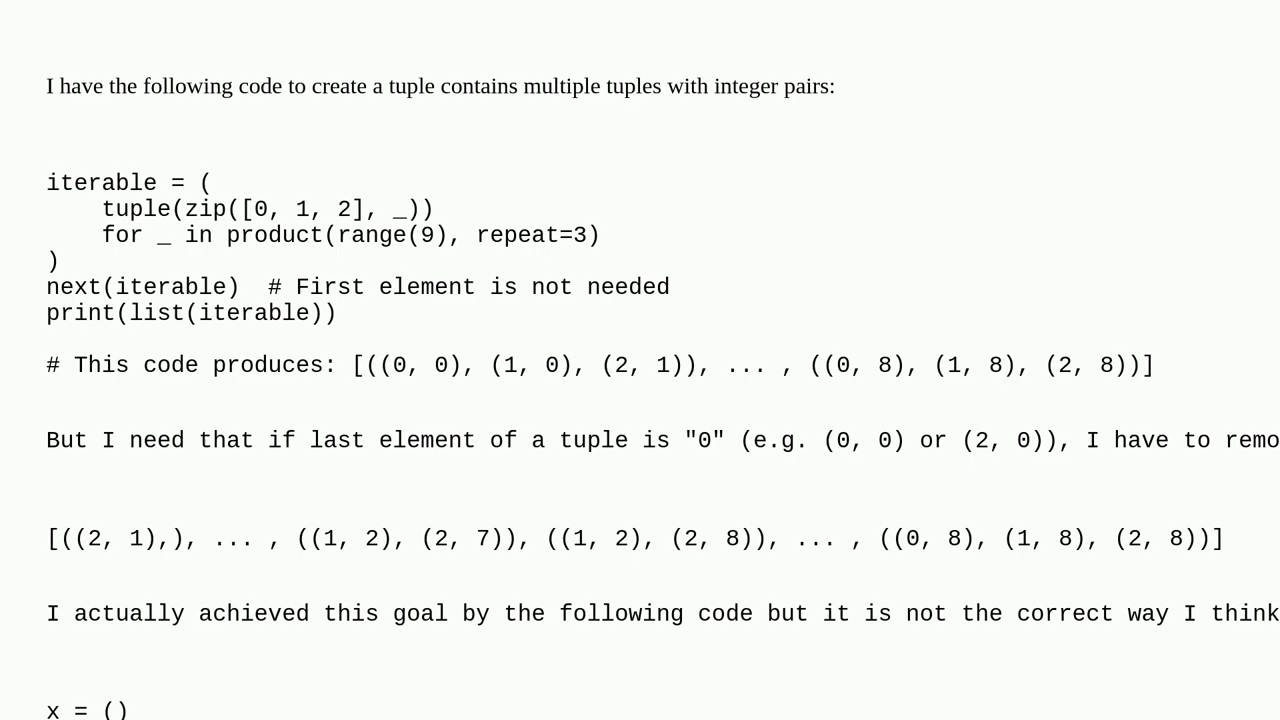 I have the following code to create a tuple contains multiple tuples with integer pairs:
iterable = (
    tuple(zip([0, 1, 2], _))
    for _ in product(range(9), repeat=3)
)
next(iterable)  # First element is not needed
print(list(iterable))
# This code produces: [((0, 0), (1, 0), (2, 1)), ... , ((0, 8), (1, 8), (2, 8))]
But I need that if last element of a tuple is "0" (e.g. (0, 0) or (2, 0)), I have to remo
[((2, 1),), ... , ((1, 2), (2, 7)), ((1, 2), (2, 8)), ... , ((0, 8), (1, 8), (2, 8))]
I actually achieved this goal by the following code but it is not the correct way I think
x = ()